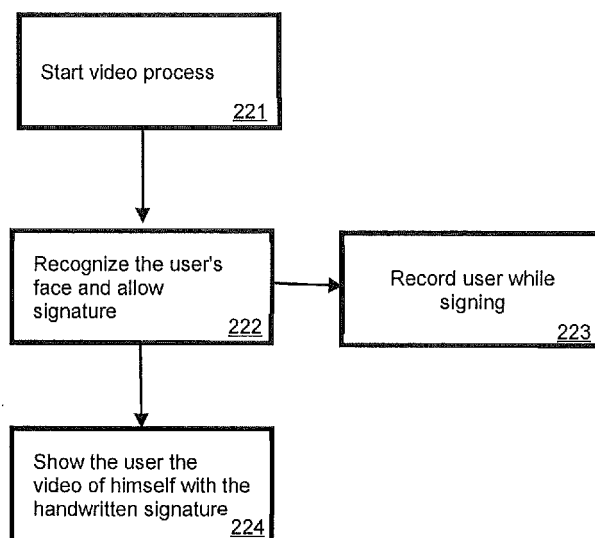 Start video process
221
Recognize the user's
face and allow
signature
222
Record user while
signing
223
Show the user the
video of himself with the
handwritten signature
224